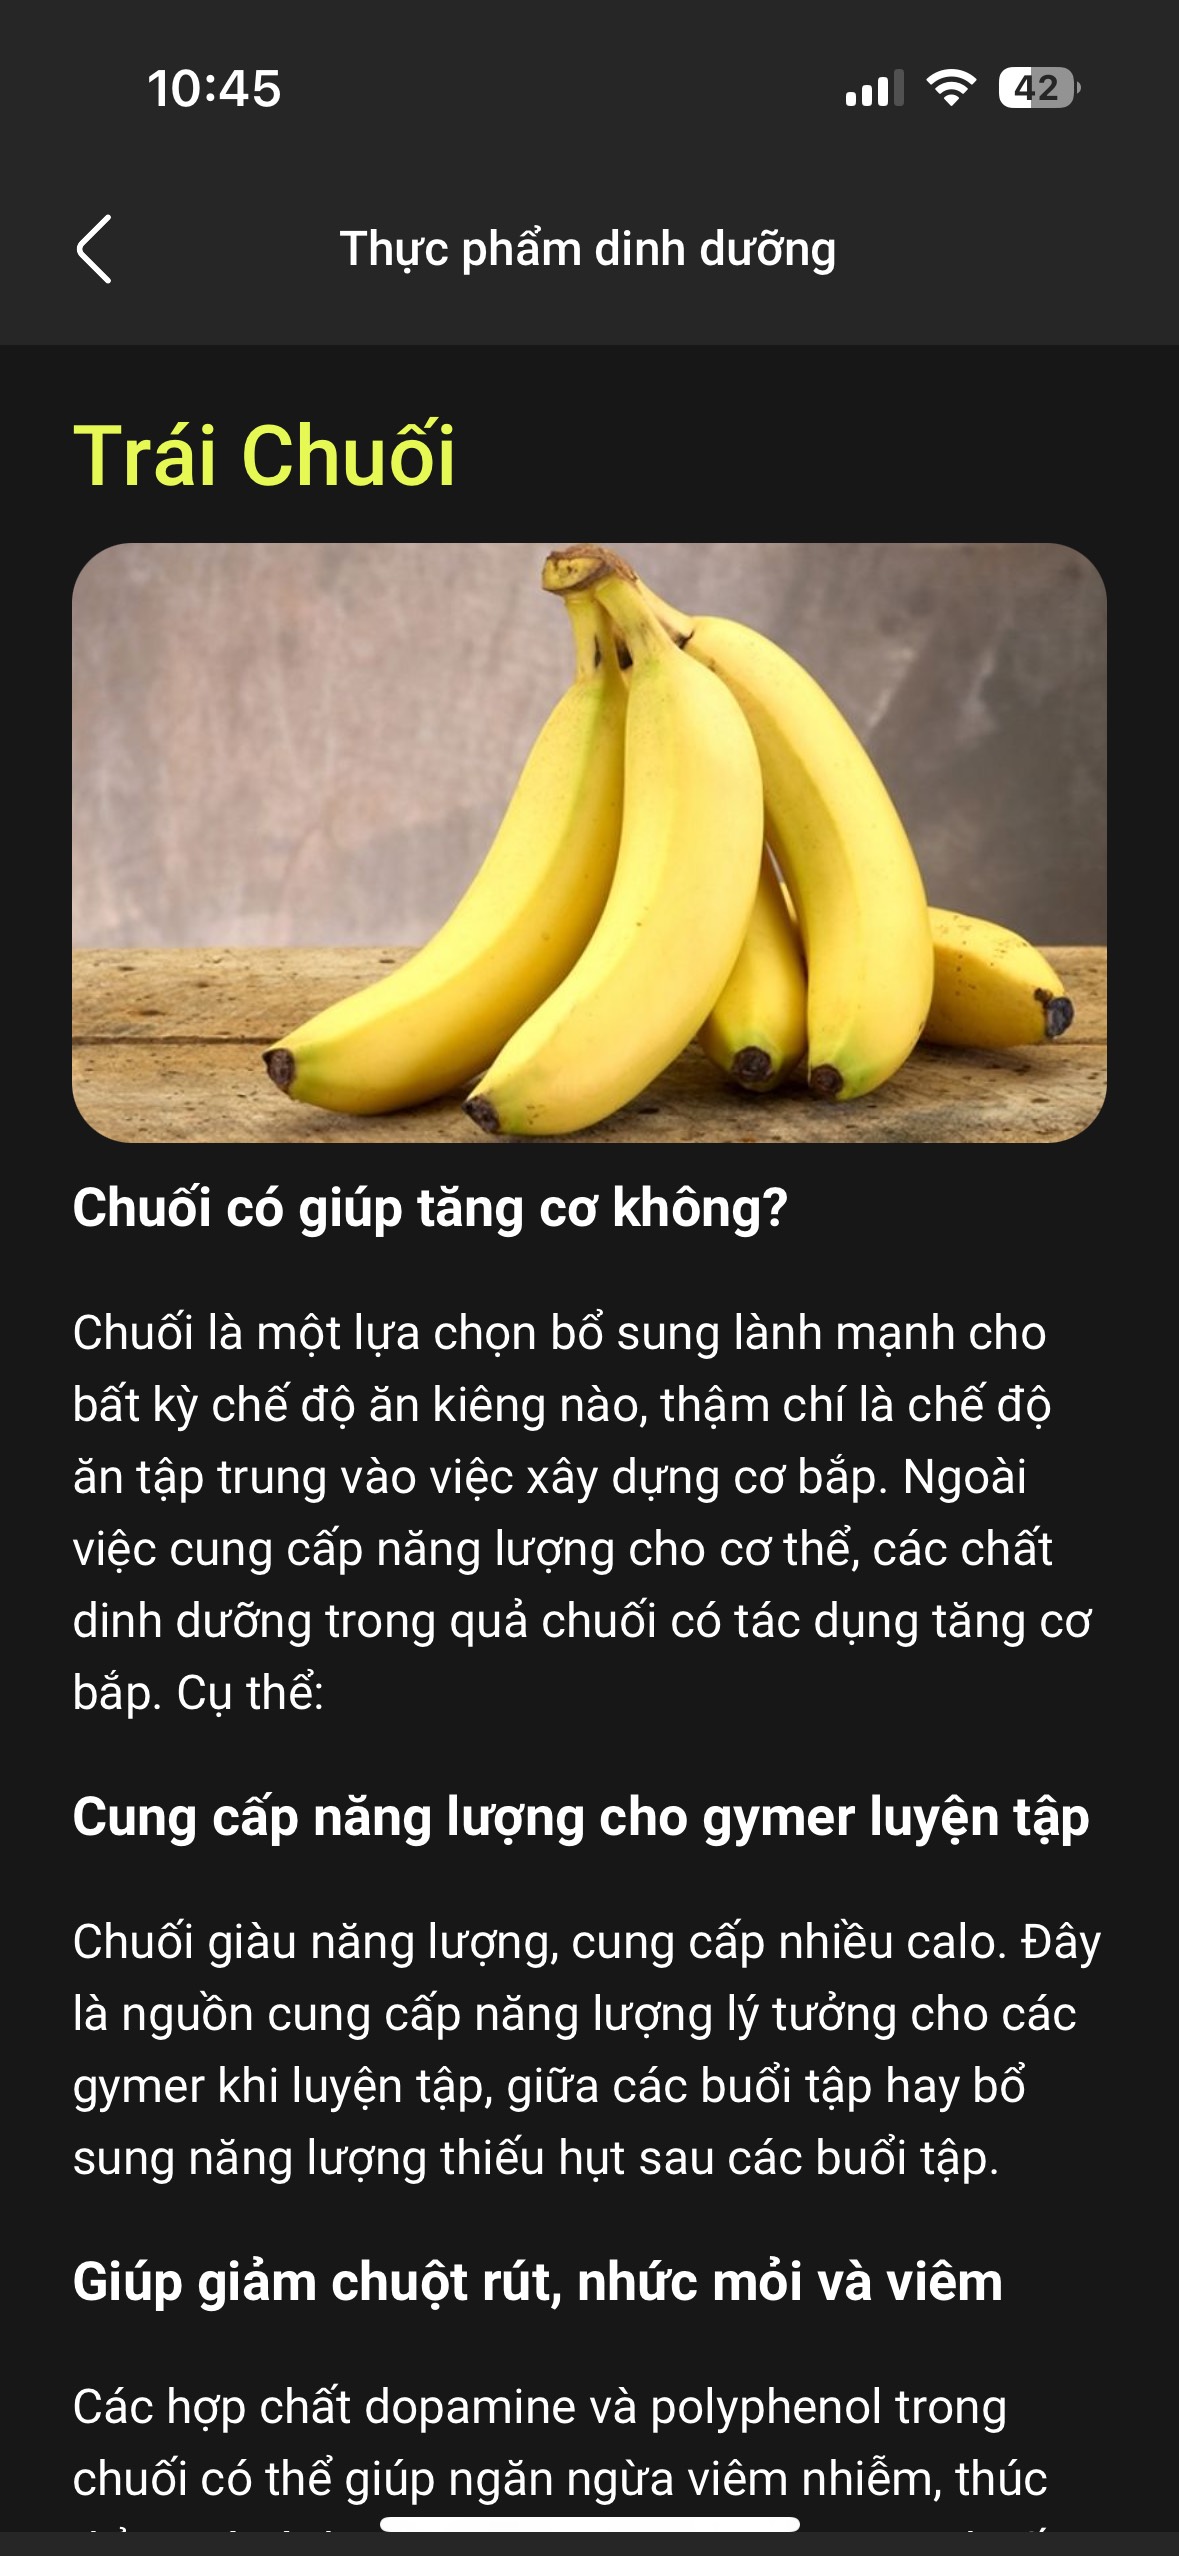 10:45
42
Thực phẩm dinh dưỡng
Trái Chuối
Chuối có giúp tăng cơ không?
Chuối là một lựa chọn bổ sung lành mạnh cho
bất kỳ chế độ ăn kiêng nào, thậm chí là chế độ
ăn tập trung vào việc xây dựng cơ bắp. Ngoài
việc cung cấp năng lượng cho cơ thể, các chất
dinh dưỡng trong quả chuối có tác dụng tăng cơ
bắp. Cụ thể:
Cung cấp năng lượng cho gymer luyện tập
Chuối giàu năng lượng, cung cấp nhiều calo. Đây
là nguồn cung cấp năng lượng lý tưởng cho các
gymer khi luyện tập, giữa các buổi tập hay bổ
sung năng lượng thiếu hụt sau các buổi tập.
Giúp giảm chuột rút, nhức mỏi và viêm
Các hợp chất dopamine và polyphenol trong
chuối có thể giúp ngăn ngừa viêm nhiễm, thúc